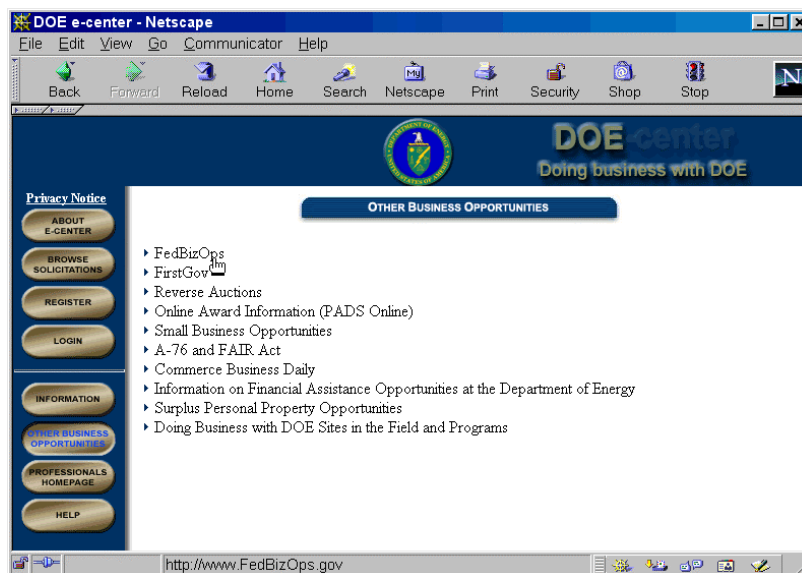 DOE e-center - Netscape
File Edit View Go Communicator Help
Back Forward Reload Home Search Netscape Print Security Shop Stop
My
N
DOE e-center
Doing business with DOE
Privacy Notice
OTHER BUSINESS OPPORTUNITIES
ABOUT
E-CENTER
BROWSE
SOLICITATIONS
REGISTER
LOGIN
INFORMATION
OTHER BUSINESS
OPPORTUNITIES
PROFESSIONALS
HOMEPAGE
HELP
FedBizOps
FirstGov
Reverse Auctions
Online Award Information (PADS Online)
Small Business Opportunities
A-76 and FAIR Act
Commerce Business Daily
Information on Financial Assistance Opportunities at the Department of Energy
Surplus Personal Property Opportunities
Doing Business with DOE Sites in the Field and Programs
http://www.FedBizOps.gov